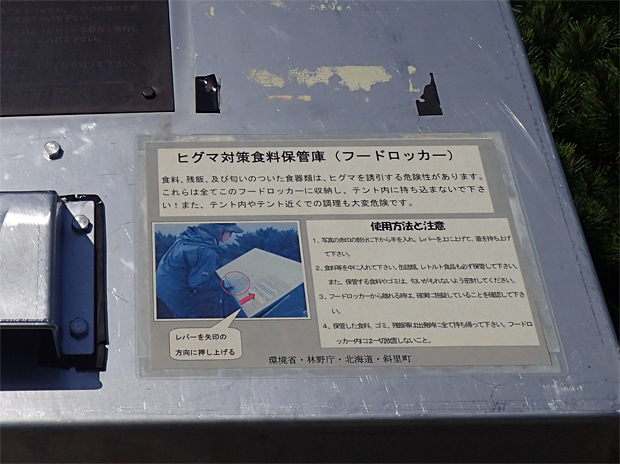 ヒグマ対策食料保管庫（フードロッカー）
食料、残飯、及び匂いのついた食器類は、ヒグマを誘引する危険性があります。
これらは全てこのフードロッカーに収納し、テント内に持ち込まないで下さ
い！また、テント内やテント近くでの調理も大変危険です。
使用方法と注意
1、写真の赤印の部分に下から手を入れ、レバーを上に上げて、蓋を持ち上げ
て下さい。
2、食料等を中に入れて下さい。缶詰類、レトルト食品も必ず保管して下さい。
また、保管する食料やゴミは、匂いがもれないよう密封してください。
3、フードロッカーから離れる時は、確実に施錠していることを確認して下さ
い。
4、保管した食料、ゴミ、残飯等は出発時に全て持ち帰って下さい。フードロ
ッカー内には一切放置しないこと。
レバーを矢印の
方向に押し上げる
環境省・林野庁・北海道・斜里町